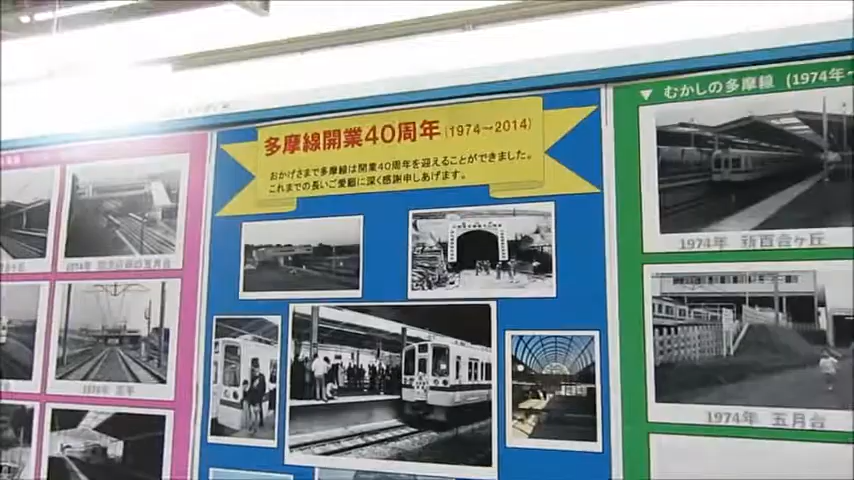 多摩線開業40周年(1974～2014)
おかげさまで多摩線は開業40周年を迎えることができました。
これまでの長いご愛顧に深く感謝申しあげます。
▼ むかしの多摩線 (1974年～
1974年 新百合ヶ丘
1974年 五月台